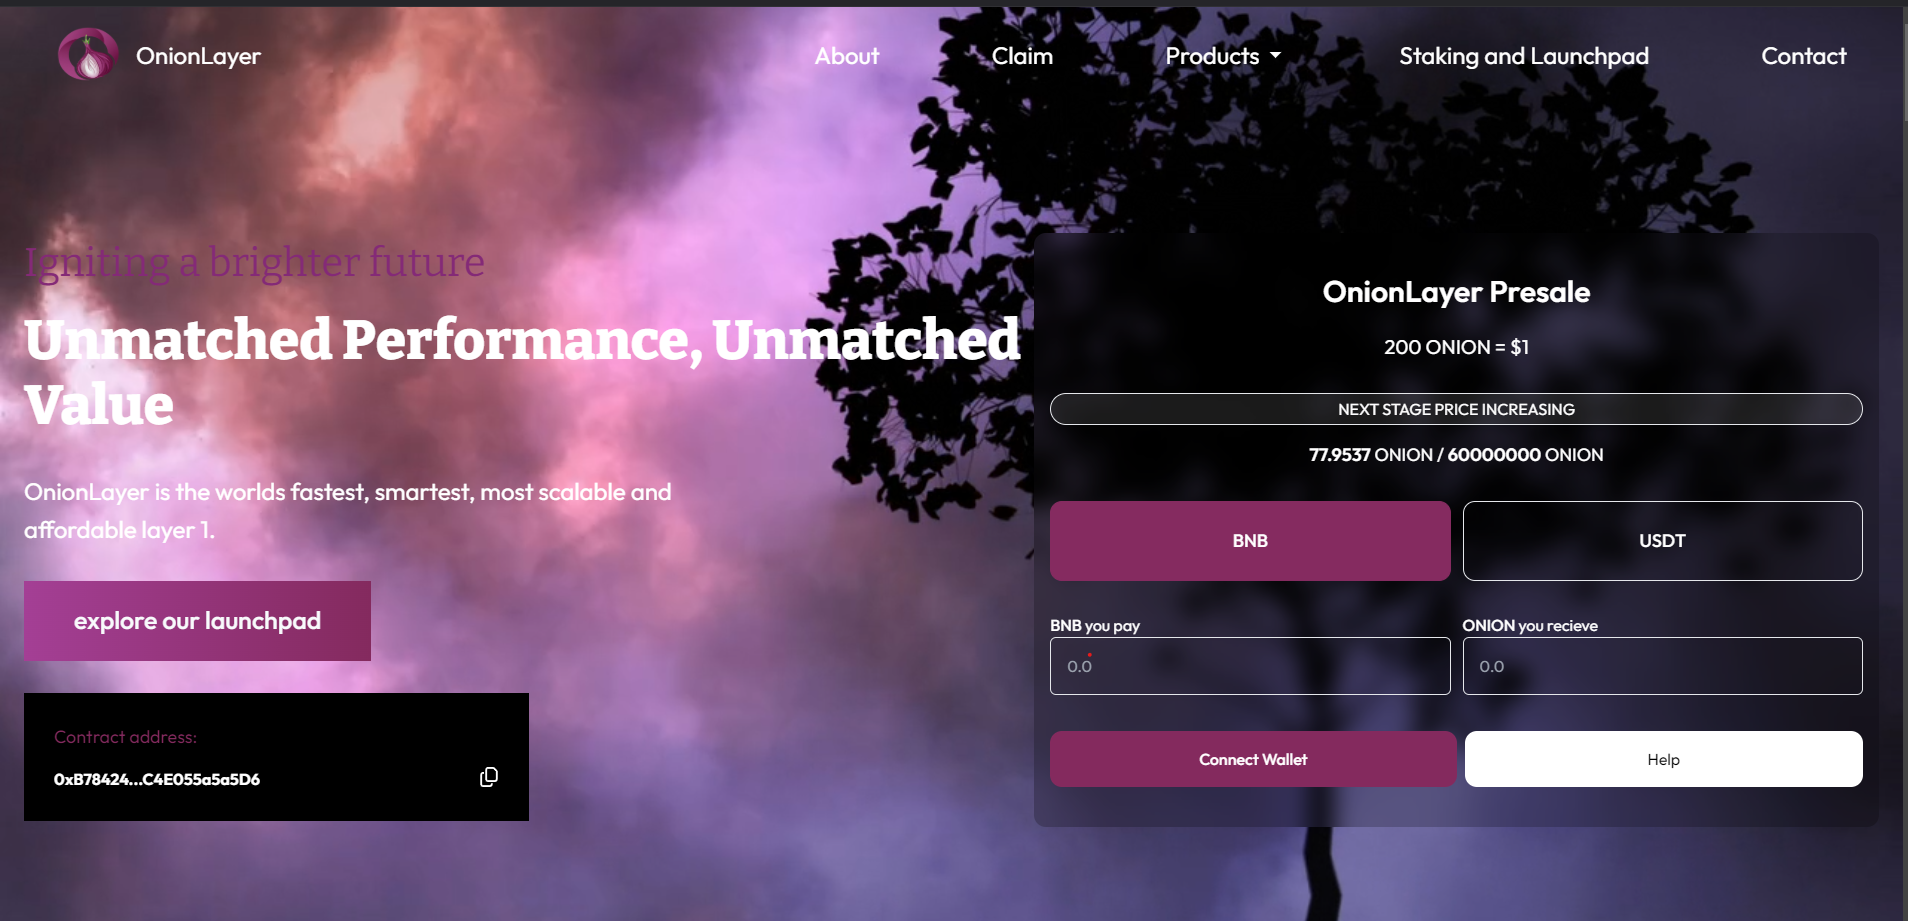 OnionLayer
About
Claim
Products
Staking and Launchpad
Contact
Igniting a brighter future
Unmatched Performance, Unmatched
Value
OnionLayer is the worlds fastest, smartest, most scalable and
affordable layer 1.
explore our launchpad
Contract address:
0xB78424...C4E055a5a5D6
OnionLayer Presale
200 ONION = $1
NEXT STAGE PRICE INCREASING
77.9537 ONION / 60000000 ONION
BNB
USDT
BNB you pay
ONION you recieve
0.0
0.0
Connect Wallet
Help